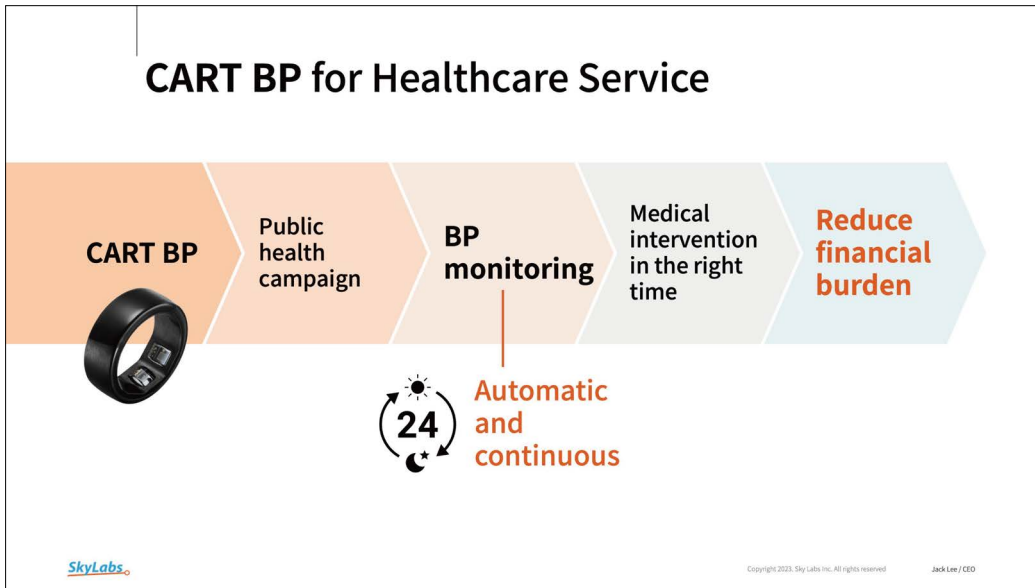 CART BP for Healthcare Service
CART BP
Public
health
campaign
BP
monitoring
Medical
intervention
in the right
time
Reduce
financial
burden
24
Automatic
and
continuous
SkyLabs
Copyright 2023. Sky Labs Inc. All rights reserved
Jack Lee / CEO